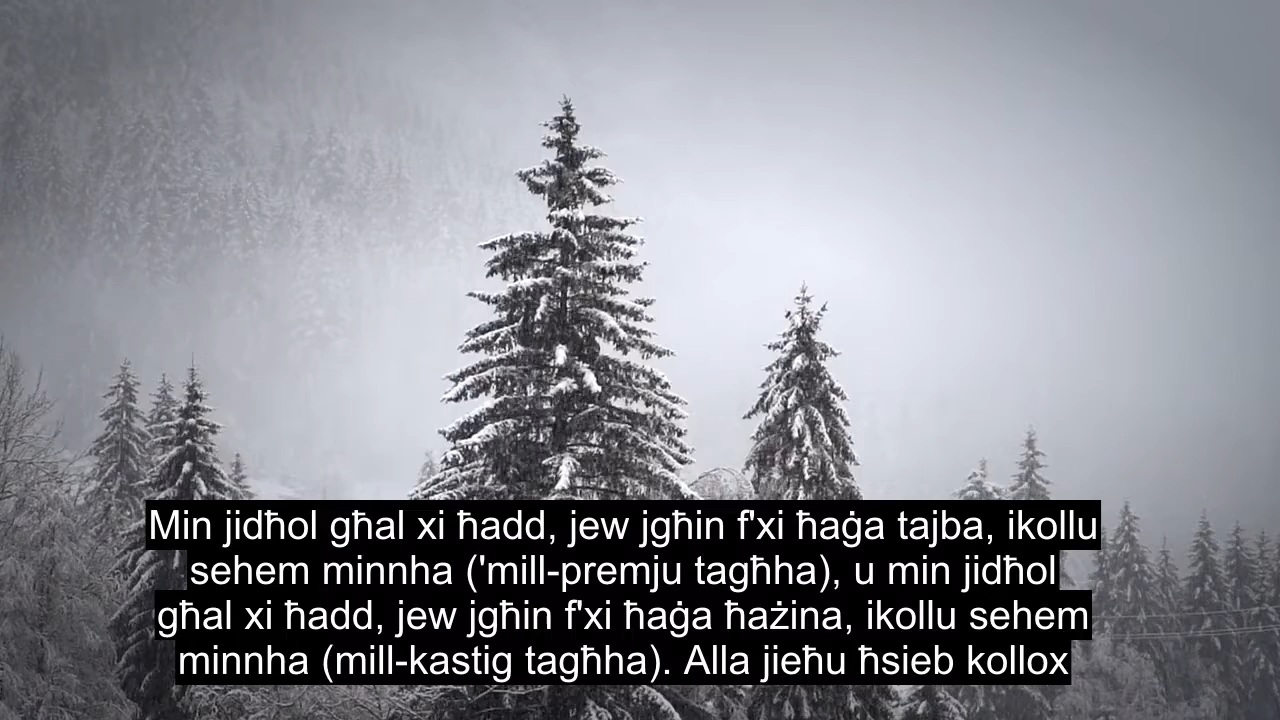 Min jidħol għal xi ħadd, jew jgħin f'xi ħaġa tajba, ikollu
sehem minnha ('mill-premju tagħha), u min jidħol
għal xi ħadd, jew jgħin f'xi ħaġa ħażina, ikollu sehem
minnha (mill-kastig tagħha). Alla jieħu ħsieb kollox